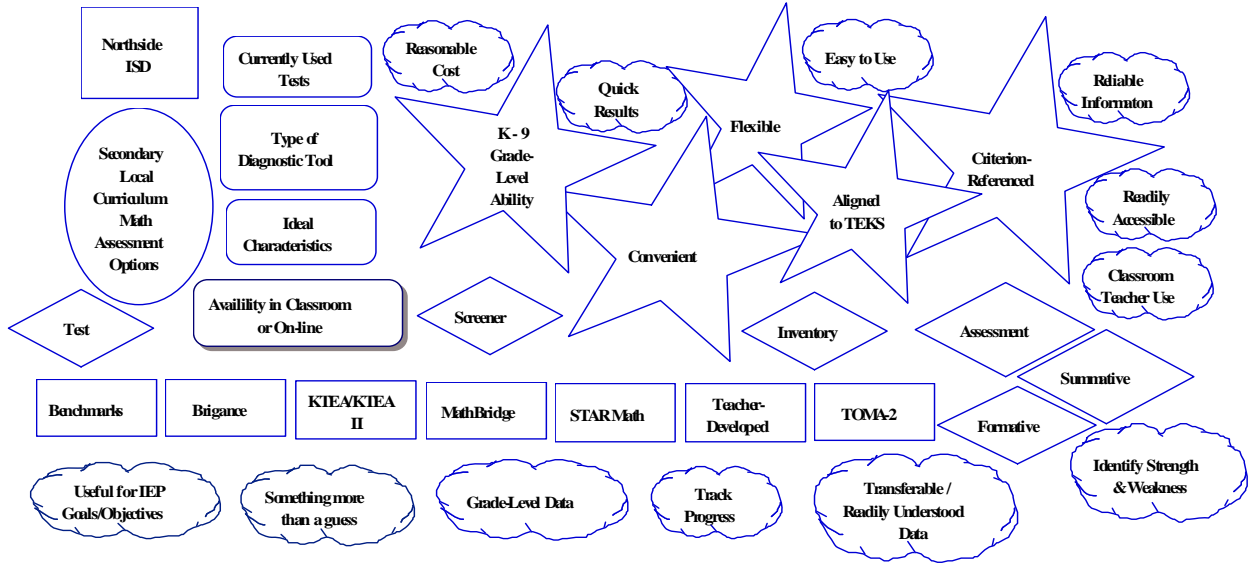 Northside
ISD
Currently Used
Tests
Reasonable
Cost
Quick
Results
Easy to Use
Reliable
Informaton
Type of
Diagnostic Tool
K - 9
Grade-
Level
Ability
Flexible
Criterion-
Referenced
Secondary
Local
Curriculum
Math
Assessment
Options
Ideal
Characteristics
Aligned
to TEKS
Readily
Accessible
Convenient
Classroom
Teacher Use
Availility in Classroom
or On-line
Test
Screener
Inventory
Assessment
Summative
Benchmarks
Brigance
KTEA/KTEA
II
MathBridge
STAR Math
Teacher-
Developed
TOMA-2
Formative
Identify Strength
& Weakness
Useful for IEP
Goals/Objectives
Something more
than a guess
Grade-Level Data
Track
Progress
Transferable /
Readily Understood
Data